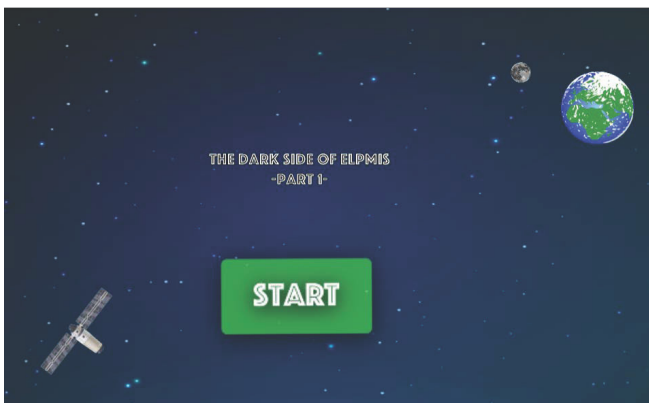 THE DARK SIDE OF ELPMIS
-PART 1-
START